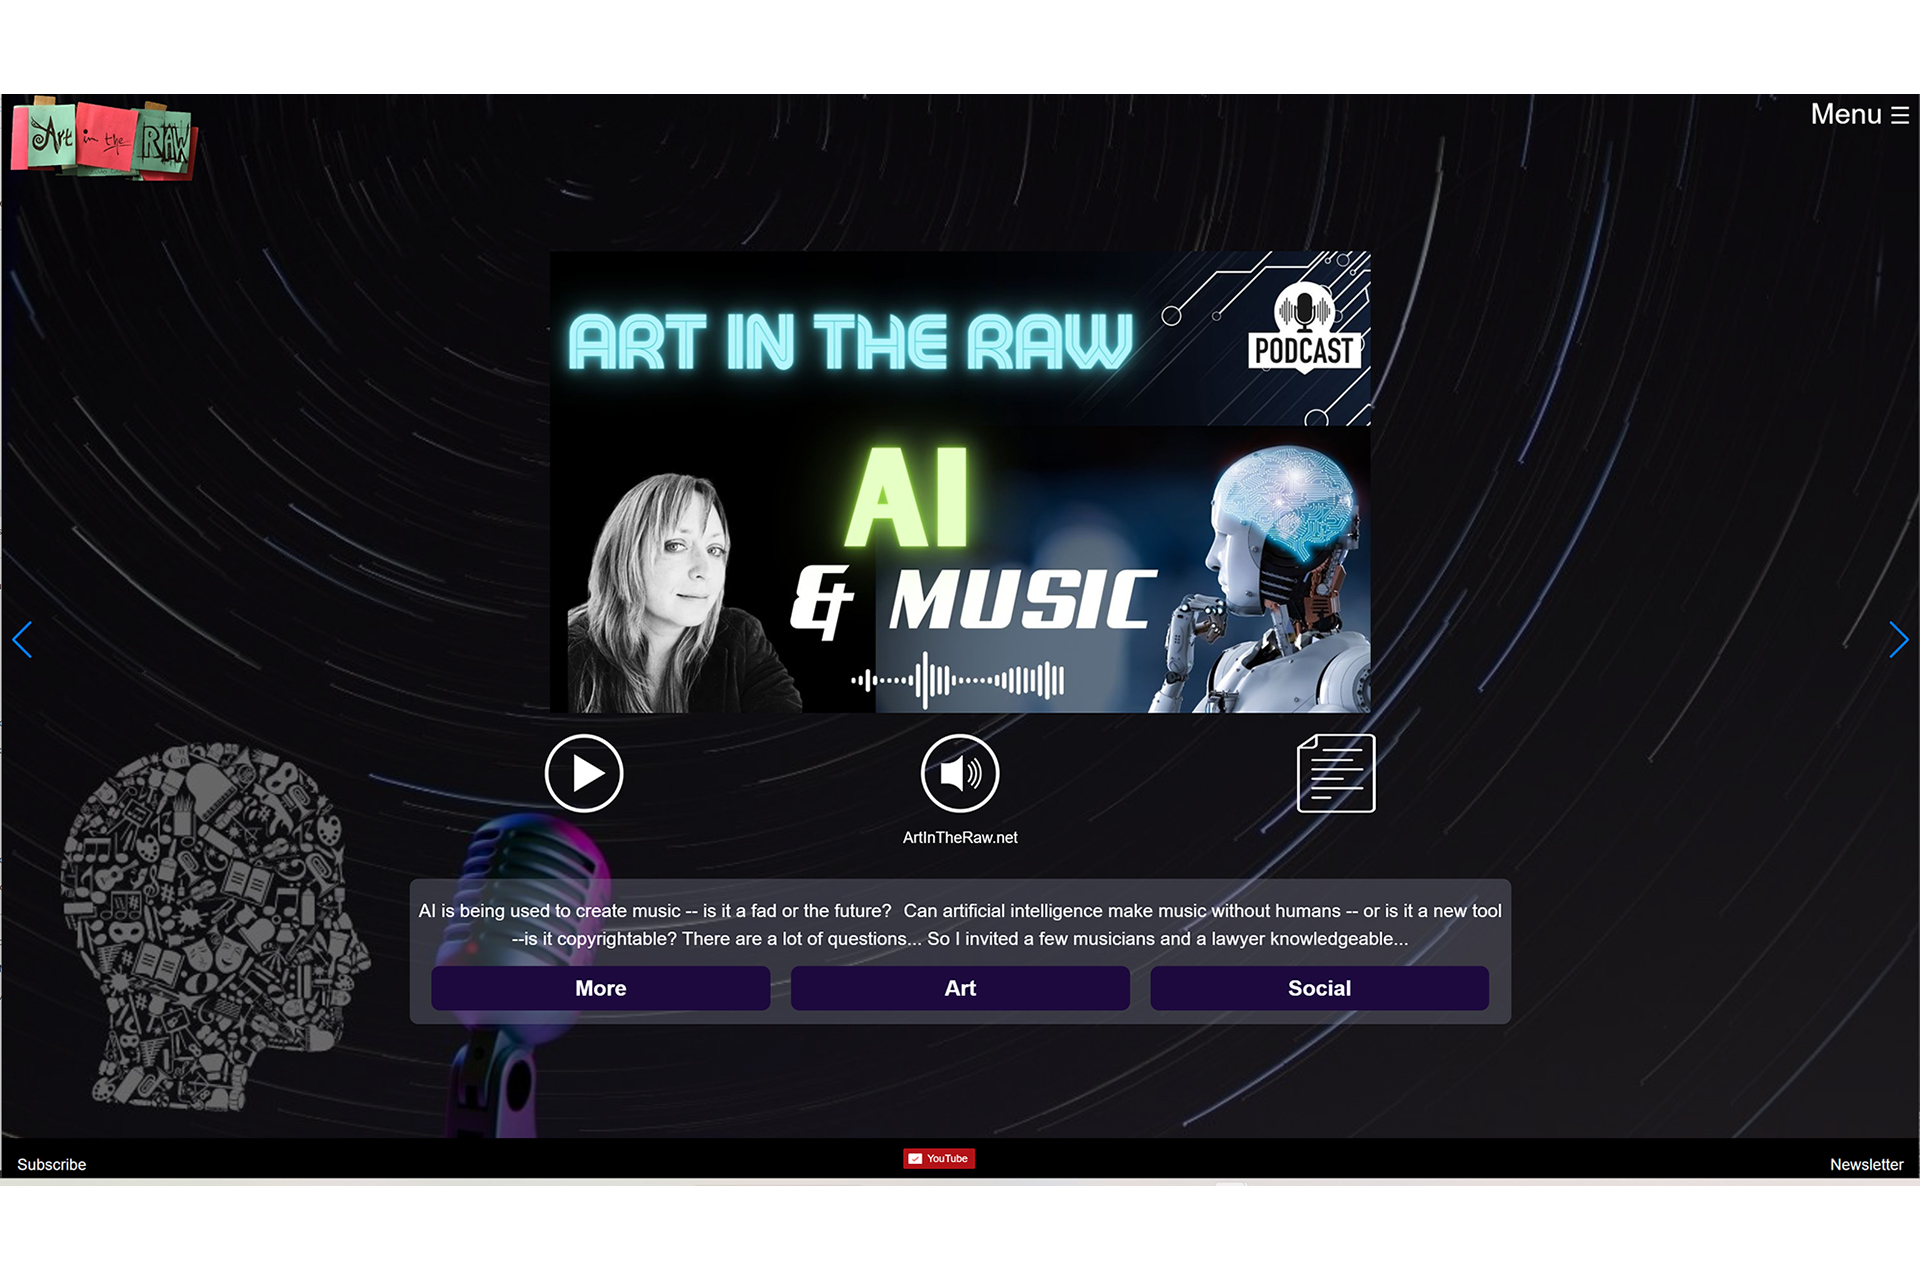 Art in the RAW
Menu
ART IN THE RAW
PODCAST
AI
& MUSIC
ArtInTheRaw.net
AI is being used to create music -- is it a fad or the future? Can artificial intelligence make music without humans -- or is it a new tool
--is it copyrightable? There are a lot of questions... So I invited a few musicians and a lawyer knowledgeable...
More
Art
Social
Subscribe
YouTube
Newsletter